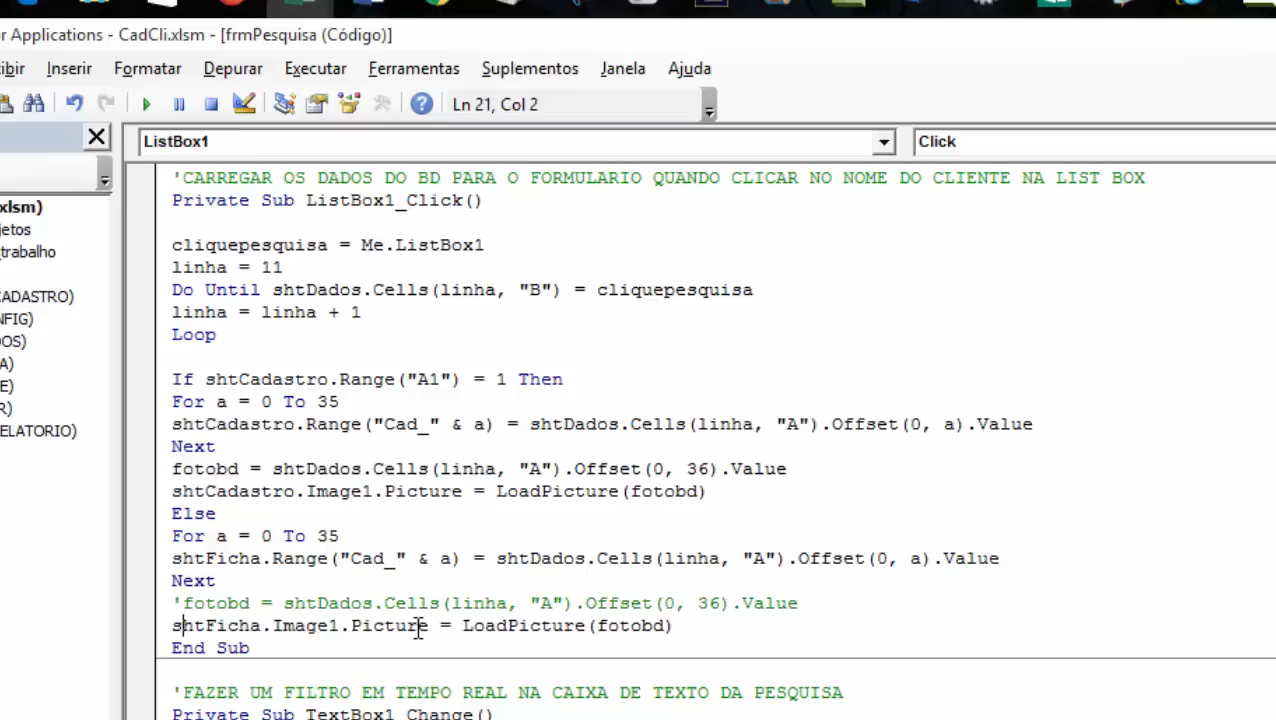 r Applications - CadCli.xlsm - [frmPesquisa (Código)]
ibir Inserir Formatar Depurar Executar Ferramentas Suplementos Janela Ajuda
Ln 21, Col 2
ListBox1 Click
'CARREGAR OS DADOS DO BD PARA O FORMULARIO QUANDO CLICAR NO NOME DO CLIENTE NA LIST BOX
Private Sub ListBox1_Click()
cliquepesquisa = Me.ListBox1
linha = 11
Do Until shtDados.Cells(linha, "B") = cliquepesquisa
linha = linha + 1
Loop
If shtCadastro.Range("A1") = 1 Then
For a = 0 To 35
shtCadastro.Range("Cad_" & a) = shtDados.Cells(linha, "A").Offset(0, a).Value
Next
fotobd = shtDados.Cells(linha, "A").Offset(0, 36).Value
shtCadastro.Image1.Picture = LoadPicture(fotobd)
Else
For a = 0 To 35
shtFicha.Range("Cad_" & a) = shtDados.Cells(linha, "A").Offset(0, a).Value
Next
'fotobd = shtDados.Cells(linha, "A").Offset(0, 36).Value
shtFicha.Image1.Picture = LoadPicture(fotobd)
End Sub
'FAZER UM FILTRO EM TEMPO REAL NA CAIXA DE TEXTO DA PESQUISA
Private Sub TextBox1_Change()
xlsm)
jetos
trabalho
CADASTRO)
NFIG)
DOS)
A)
E)
R)
ELATORIO)